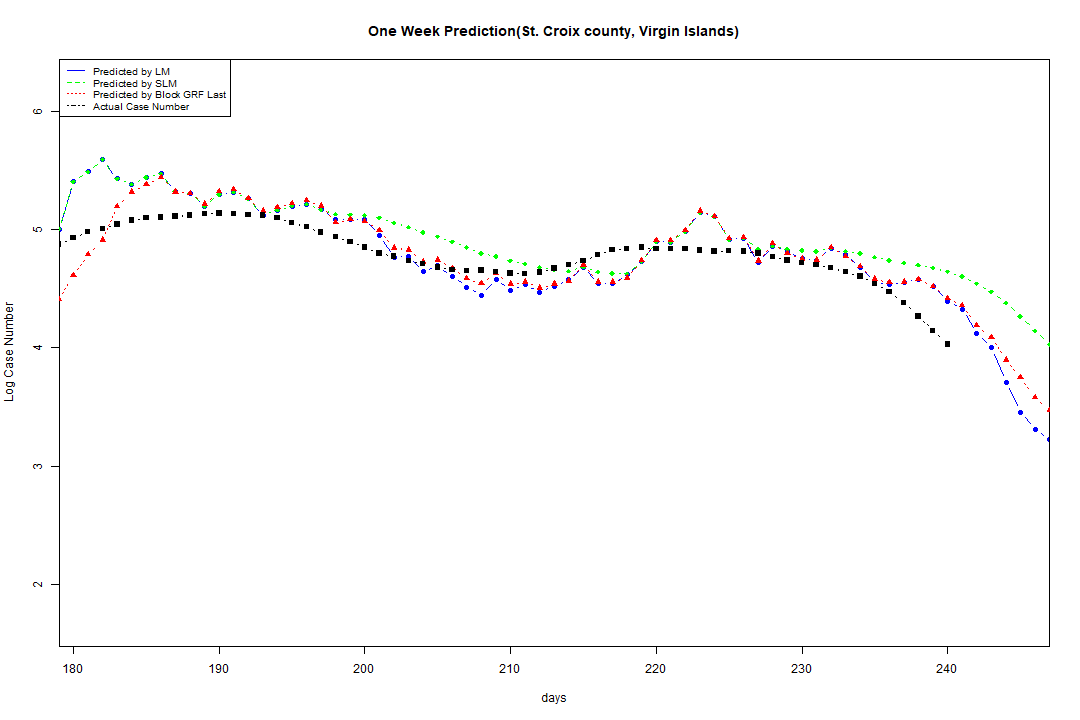 One Week Prediction(St. Croix county, Virgin Islands)
Predicted by LM
Predicted by SLM
Predicted by Block GRF Last
Actual Case Number
Log Case Number
6
5
4
3
2
180 190 200 210 220 230 240
days